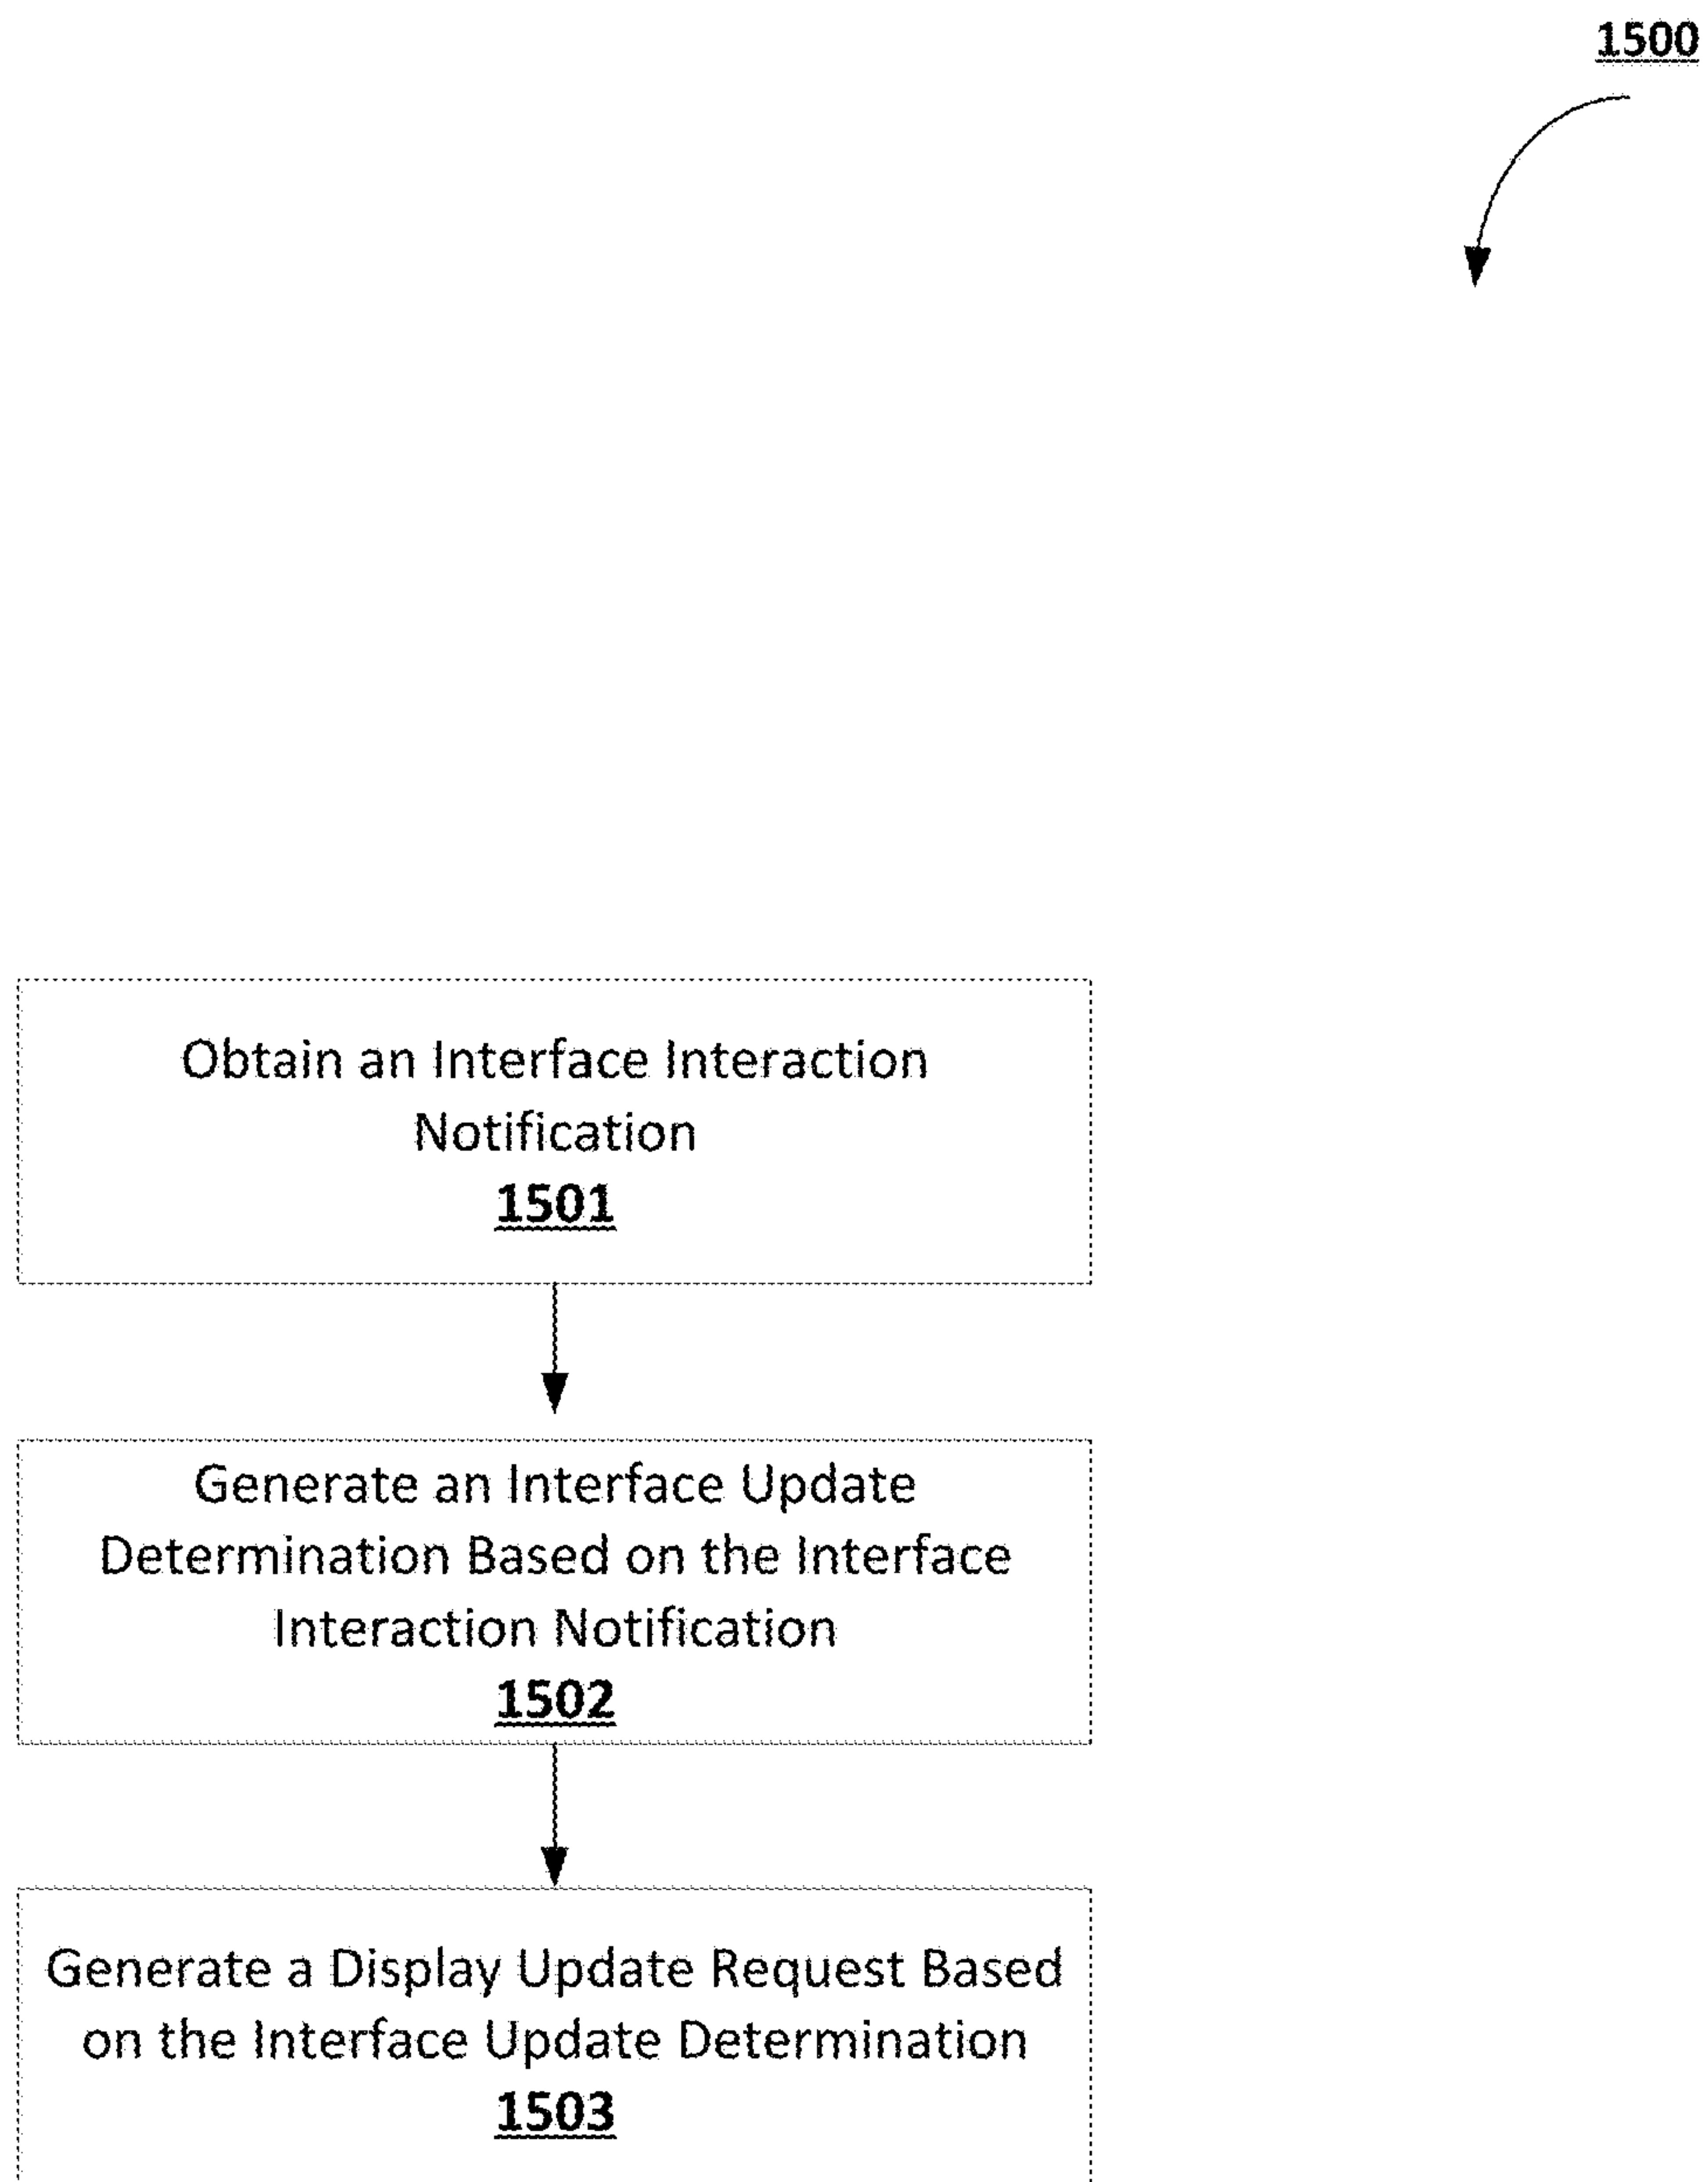 1500
Obtain an Interface Interaction
Notification
1501
Generate an Interface Update
Determination Based on the Interface
Interaction Notification
1502
Generate a Display Update Request Based
on the Interface Update Determination
1503